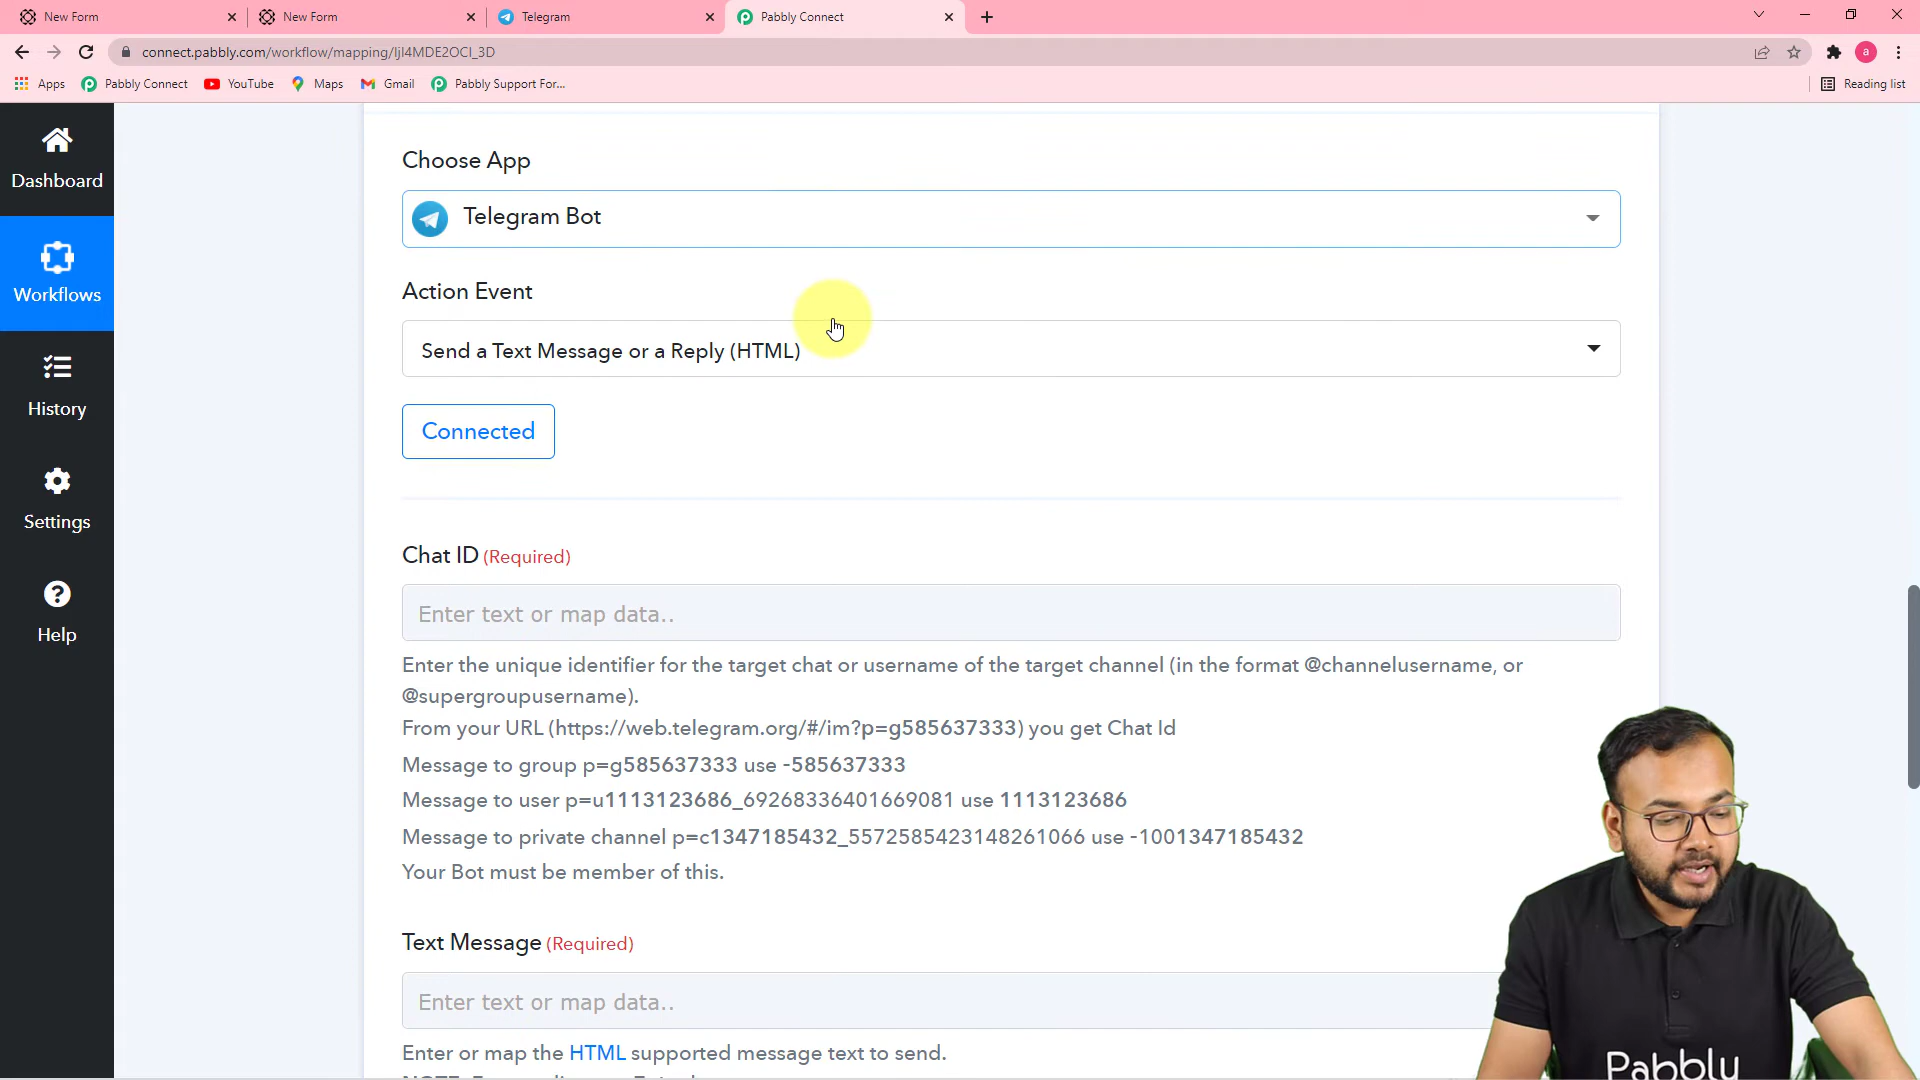 New Form
New Form
Telegram
Pabbly Connect
connect.pabbly.com/workflow/mapping/IjI4MDE2OCI_3D
a
Apps
Pabbly Connect
YouTube
Maps
Gmail
Pabbly Support For...
Reading list
Dashboard
Workflows
History
Settings
Help
Choose App
Telegram Bot
Action Event
Send a Text Message or a Reply (HTML)
Connected
Chat ID (Required)
Enter text or map data..
Enter the unique identifier for the target chat or username of the target channel (in the format @channelusername, or
@supergroupusername).
From your URL (https://web.telegram.org/#/im?p=g585637333) you get Chat Id
Message to group p=g585637333 use -585637333
Message to user p=u1113123686_69268336401669081 use 1113123686
Message to private channel p=c1347185432_5572585423148261066 use -1001347185432
Your Bot must be member of this.
Text Message (Required)
Enter text or map data..
Enter or map the HTML supported message text to send.
Pabbly